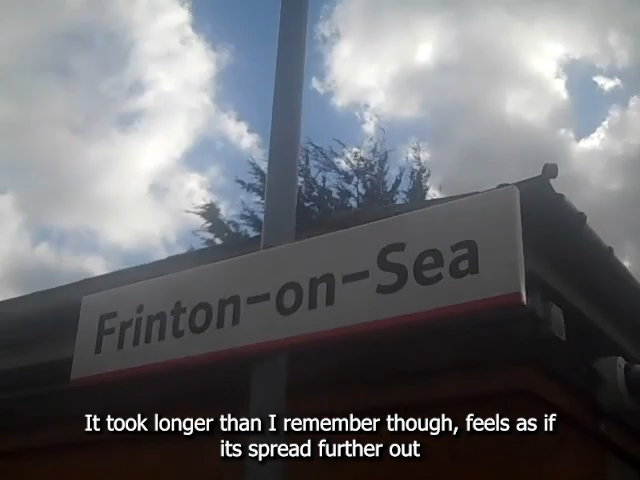 Frinton-on-Sea
It took longer than I remember though, feels as if
its spread further out